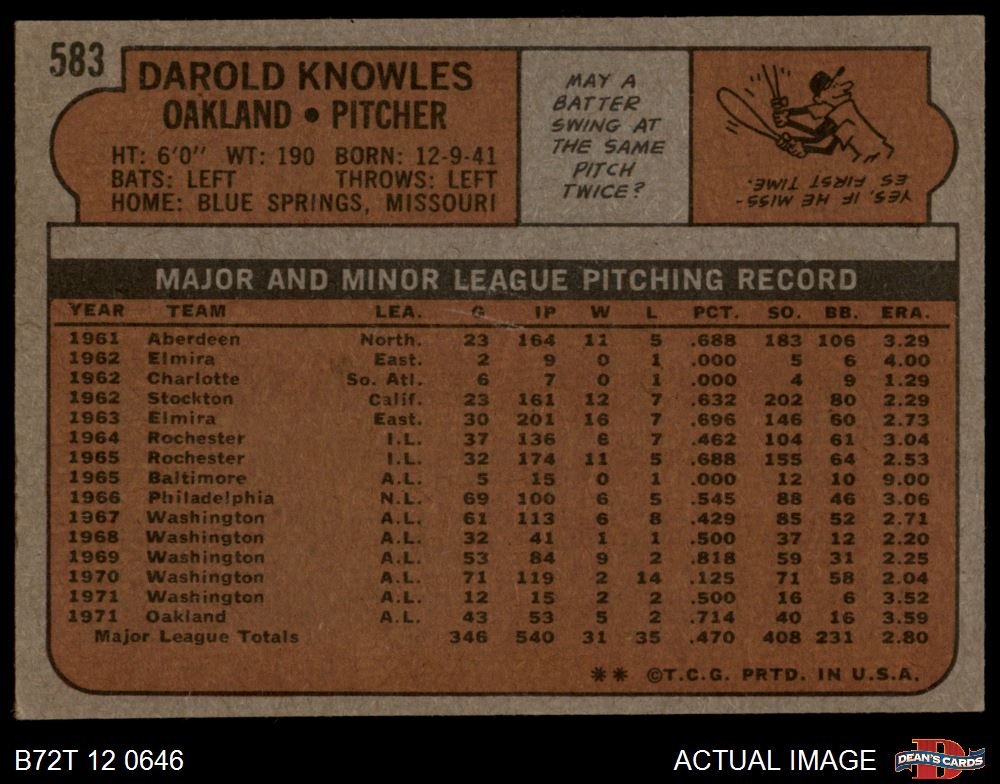 583
DAROLD KNOWLES
OAKLAND • PITCHER
HT: 6'0" WT: 190 BORN: 12-9-41
BATS: LEFT THROWS: LEFT
HOME: BLUE SPRINGS, MISSOURI
MAY A
BATTER
SWING AT
THE SAME
PITCH
TWICE?
YES, IF HE MISS-
ES FIRST TIME.
MAJOR AND MINOR LEAGUE PITCHING RECORD
YEAR TEAM LEA. G IP W L PCT. SO. BB. ERA.
1961 Aberdeen North. 23 164 11 5 .688 183 106 3.29
1962 Elmira East. 2 9 0 1 .000 5 6 4.00
1962 Charlotte So. Atl. 6 7 0 1 .000 4 9 1.29
1962 Stockton Calif. 23 161 12 7 .632 202 80 2.29
1963 Elmira East. 30 201 16 7 .696 146 60 2.73
1964 Rochester I.L. 37 136 6 7 .462 104 61 3.04
1965 Rochester I.L. 32 174 11 5 .688 155 64 2.53
1965 Baltimore A.L. 5 15 0 1 .000 12 10 9.00
1966 Philadelphia N.L. 69 100 6 5 .545 88 46 3.06
1967 Washington A.L. 61 113 6 8 .429 85 52 2.71
1968 Washington A.L. 32 41 1 1 .500 37 12 2.20
1969 Washington A.L. 53 84 9 2 .818 59 31 2.25
1970 Washington A.L. 71 119 2 14 .125 71 58 2.04
1971 Washington A.L. 12 15 2 2 .500 16 6 3.52
1971 Oakland A.L. 43 53 5 2 .714 40 16 3.59
Major League Totals 346 540 31 35 .470 408 231 2.80
** ©T.C.G. PRTD. IN U.S.A.
B72T 12 0646
ACTUAL IMAGE
D
DEAN'S CARDS